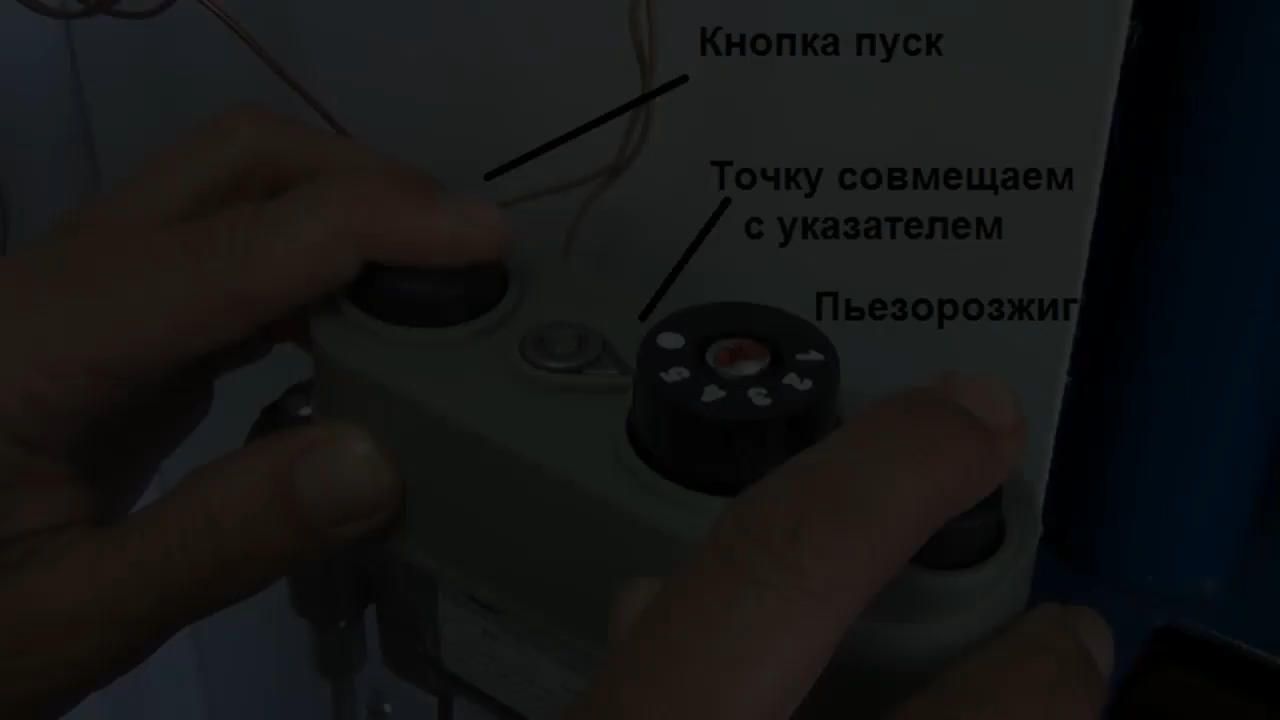 Кнопка пуск
Точку совмещаем
с указателем
Пьезорозжиг
1
2
3
4
5